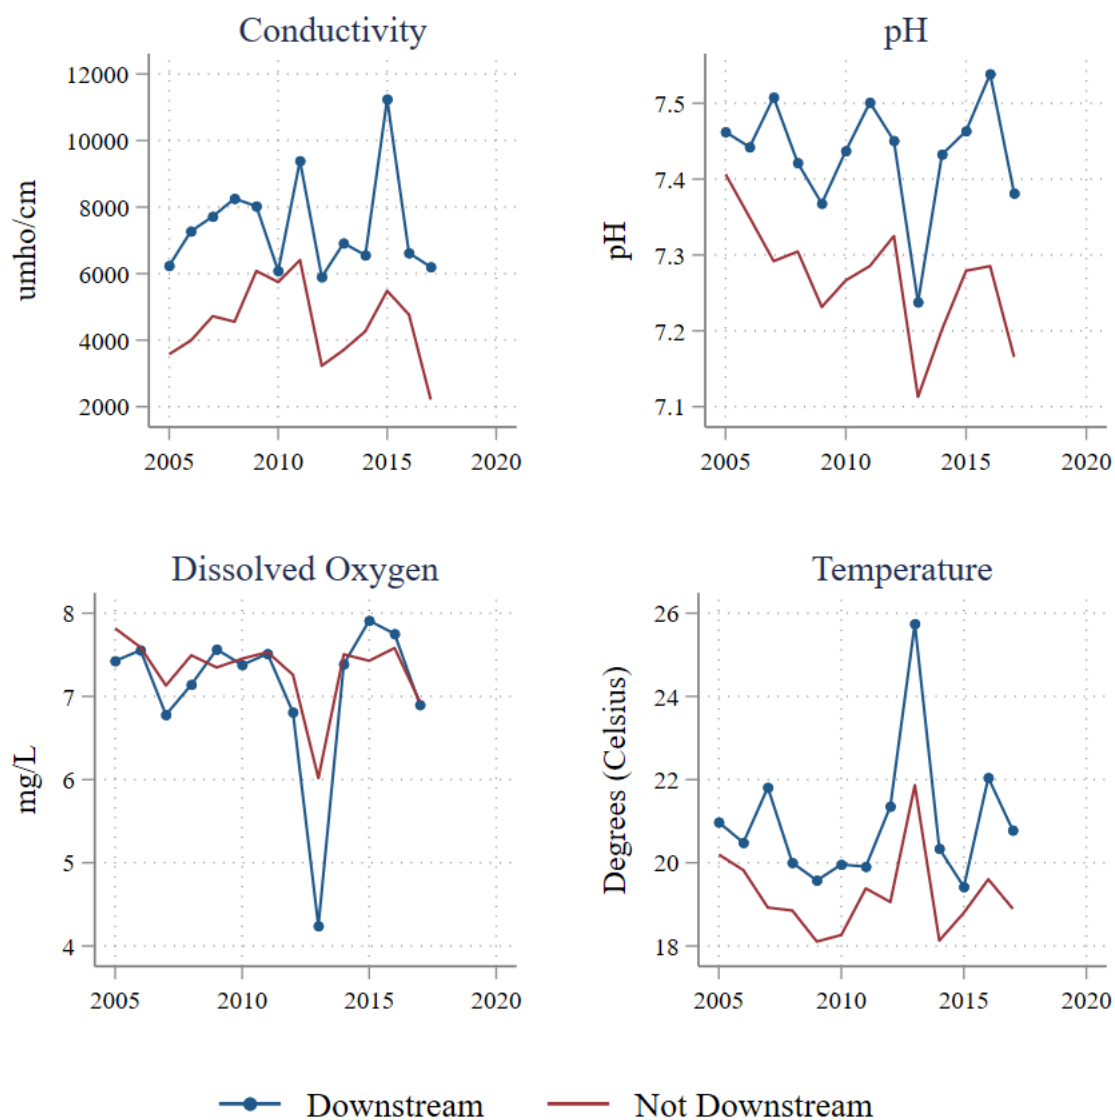 Conductivity
umho/cm
12000
10000
8000
6000
4000
2000
2005 2010 2015 2020
pH
pH
7.5
7.4
7.3
7.2
7.1
2005 2010 2015 2020
Dissolved Oxygen
mg/L
8
7
6
5
4
2005 2010 2015 2020
Temperature
Degrees (Celsius)
26
24
22
20
18
2005 2010 2015 2020
Downstream Not Downstream